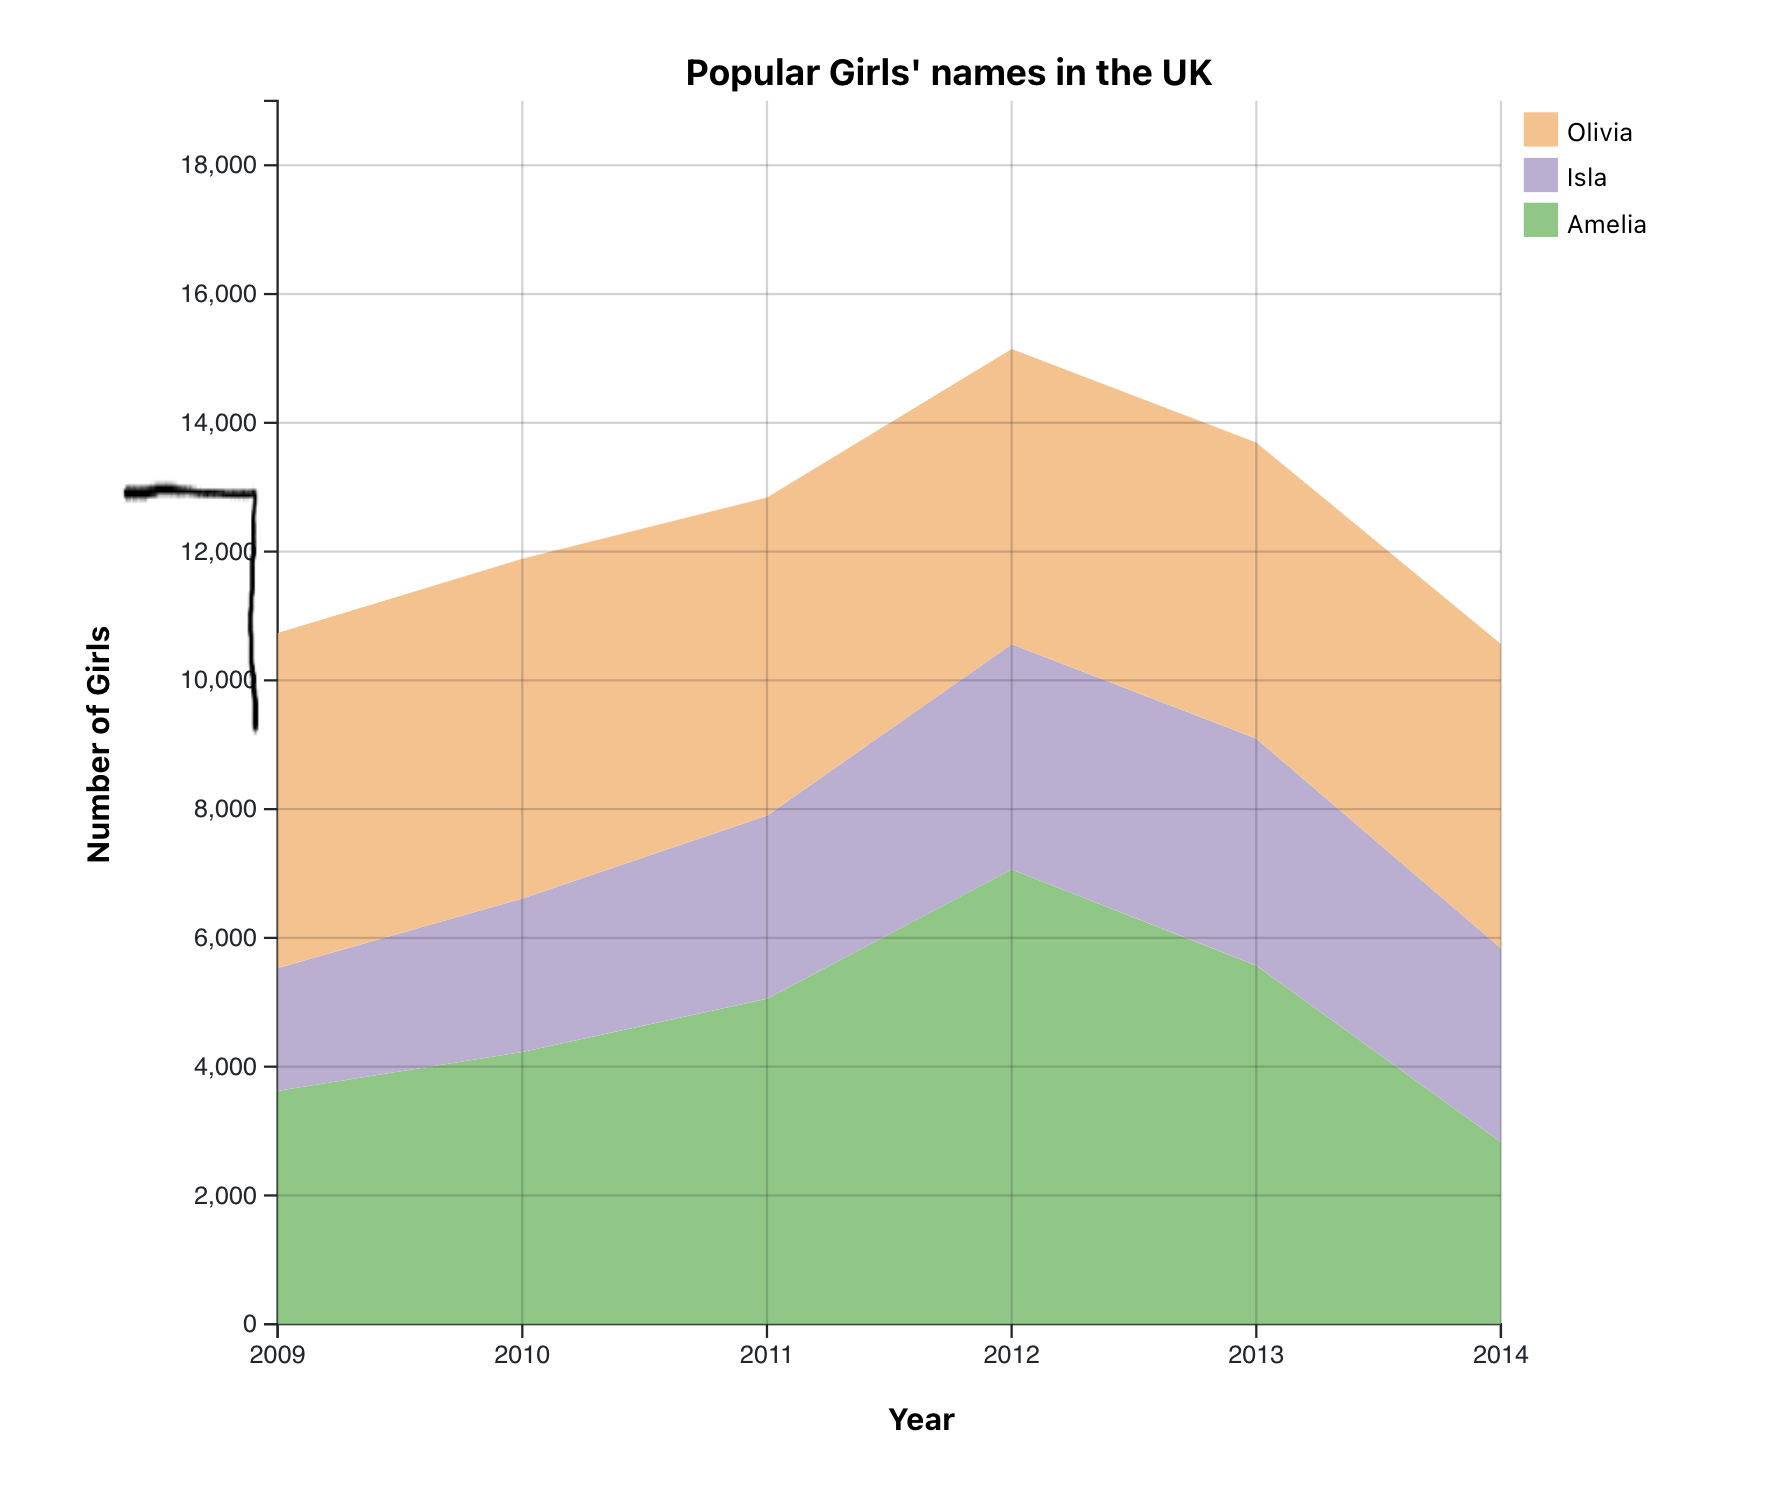 Popular Girls' names in the UK
Olivia
Isla
Amelia
18,000
16,000
14,000
12,000
10,000
8,000
6,000
4,000
2,000
0
Number of Girls
2009 2010 2011 2012 2013 2014
Year